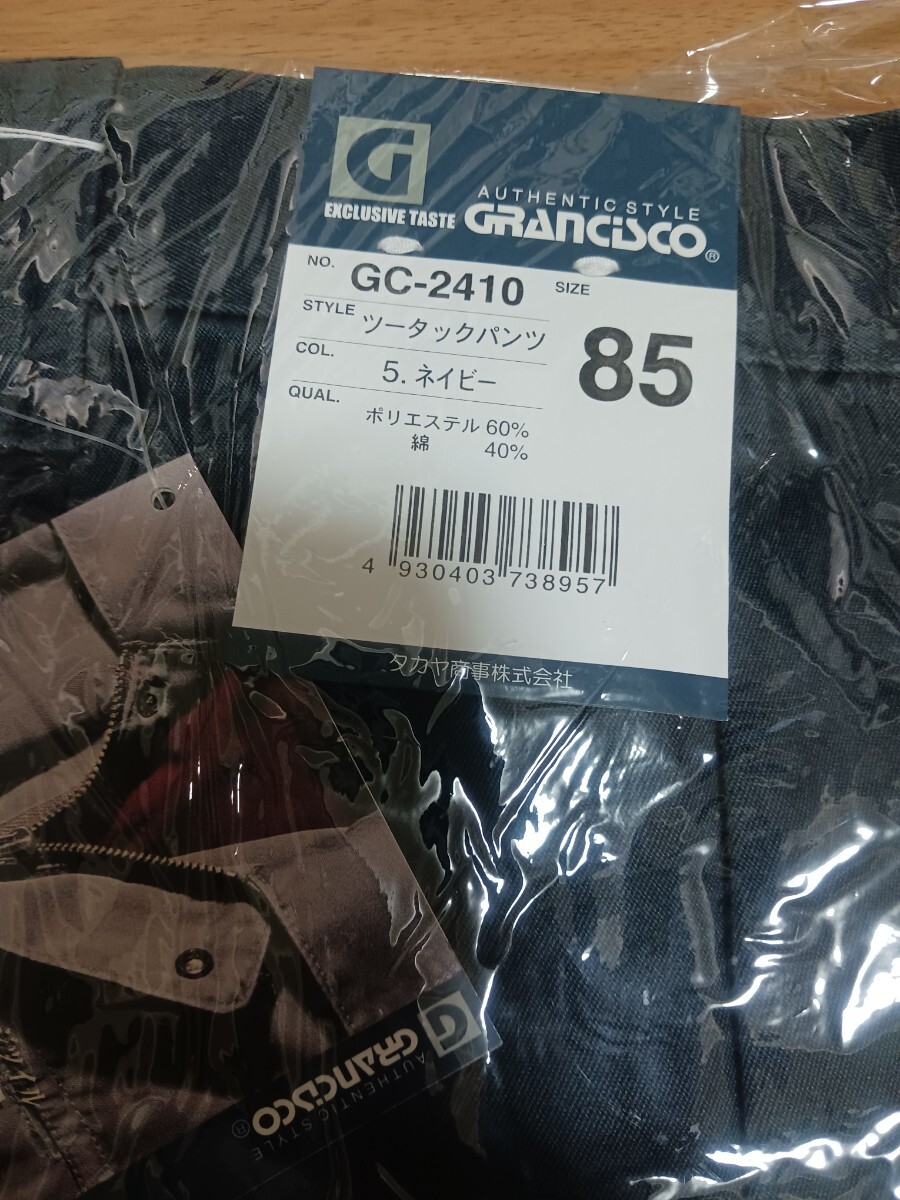 G
EXCLUSIVE TASTE
AUTHENTIC STYLE
GRANCISCO®
NO. GC-2410
SIZE
85
STYLE ツータックパンツ
COL. 5. ネイビー
QUAL. ポリエステル 60%
綿 40%
4 930403 738957
タカヤ商事株式会社
G
GRANCISCO®
AUTHENTIC STYLE